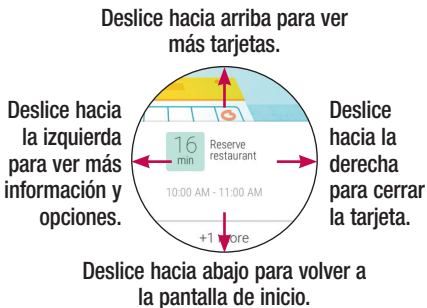 Deslice hacia arriba para ver
más tarjetas.
Deslice hacia
la izquierda
para ver más
información y
opciones.
16
min
Reserve
restaurant
10:00 AM - 11:00 AM
+1 more
Deslice
hacia la
derecha
para cerrar
la tarjeta.
Deslice hacia abajo para volver a
la pantalla de inicio.